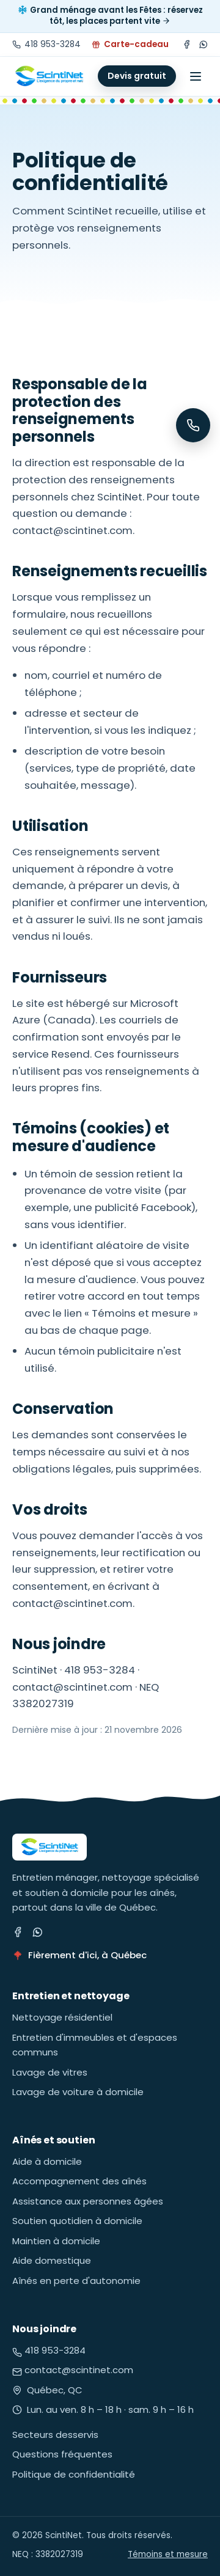 Grand ménage avant les Fêtes : réservez
tôt, les places partent vite →
418 953-3284
Carte-cadeau
ScintiNet
Devis gratuit
Politique de
confidentialité
Comment ScintiNet recueille, utilise et
protège vos renseignements
personnels.
Responsable de la
protection des
renseignements
personnels
la direction est responsable de la
protection des renseignements
personnels chez ScintiNet. Pour toute
question ou demande :
contact@scintinet.com.
Renseignements recueillis
Lorsque vous remplissez un
formulaire, nous recueillons
seulement ce qui est nécessaire pour
vous répondre :
• nom, courriel et numéro de
téléphone ;
• adresse et secteur de
l'intervention, si vous les indiquez ;
• description de votre besoin
(services, type de propriété, date
souhaitée, message).
Utilisation
Ces renseignements servent
uniquement à répondre à votre
demande, à préparer un devis, à
planifier et confirmer une intervention,
et à assurer le suivi. Ils ne sont jamais
vendus ni loués.
Fournisseurs
Le site est hébergé sur Microsoft
Azure (Canada). Les courriels de
confirmation sont envoyés par le
service Resend. Ces fournisseurs
n'utilisent pas vos renseignements à
leurs propres fins.
Témoins (cookies) et
mesure d'audience
• Un témoin de session retient la
provenance de votre visite (par
exemple, une publicité Facebook),
sans vous identifier.
• Un identifiant aléatoire de visite
n'est déposé que si vous acceptez
la mesure d'audience. Vous pouvez
retirer votre accord en tout temps
avec le lien « Témoins et mesure »
au bas de chaque page.
• Aucun témoin publicitaire n'est
utilisé.
Conservation
Les demandes sont conservées le
temps nécessaire au suivi et à nos
obligations légales, puis supprimées.
Vos droits
Vous pouvez demander l'accès à vos
renseignements, leur rectification ou
leur suppression, et retirer votre
consentement, en écrivant à
contact@scintinet.com.
Nous joindre
ScintiNet · 418 953-3284 ·
contact@scintinet.com · NEQ
3382027319
Dernière mise à jour : 21 novembre 2026
ScintiNet
Entretien ménager, nettoyage spécialisé
et soutien à domicile pour les aînés,
partout dans la ville de Québec.
Fièrement d'ici, à Québec
Entretien et nettoyage
Nettoyage résidentiel
Entretien d'immeubles et d'espaces
communs
Lavage de vitres
Lavage de voiture à domicile
Aînés et soutien
Aide à domicile
Accompagnement des aînés
Assistance aux personnes âgées
Soutien quotidien à domicile
Maintien à domicile
Aide domestique
Aînés en perte d'autonomie
Nous joindre
418 953-3284
contact@scintinet.com
Québec, QC
Lun. au ven. 8 h – 18 h · sam. 9 h – 16 h
Secteurs desservis
Questions fréquentes
Politique de confidentialité
© 2026 ScintiNet. Tous droits réservés.
NEQ : 3382027319
Témoins et mesure